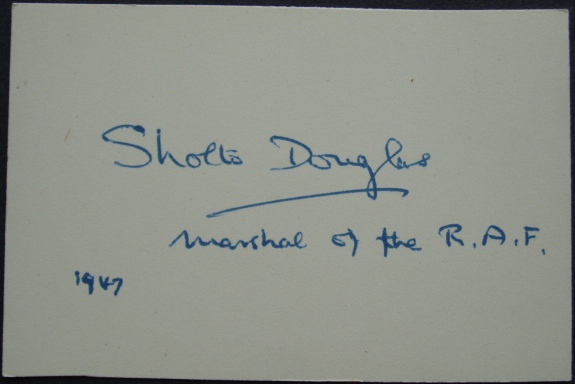 Sholto Douglas
Marshal of the R.A.F.
1947